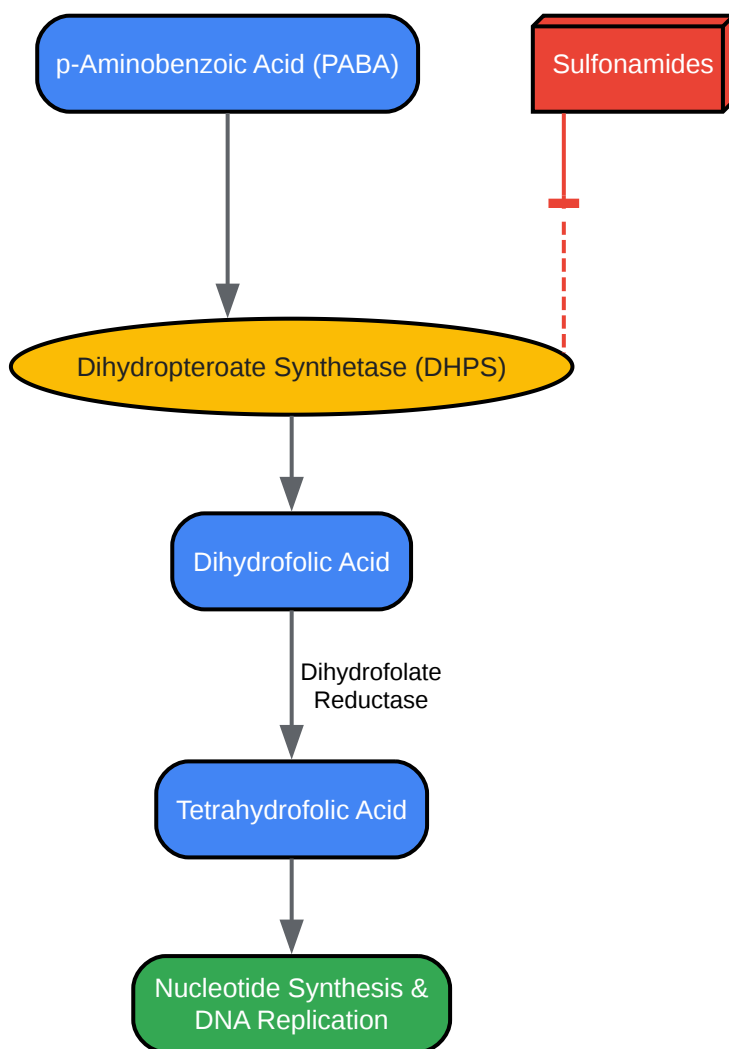 p-Aminobenzoic Acid (PABA)
Sulfonamides
Dihydropteroate Synthetase (DHPS)
Dihydrofolic Acid
Dihydrofolate
Reductase
Tetrahydrofolic Acid
Nucleotide Synthesis &
DNA Replication